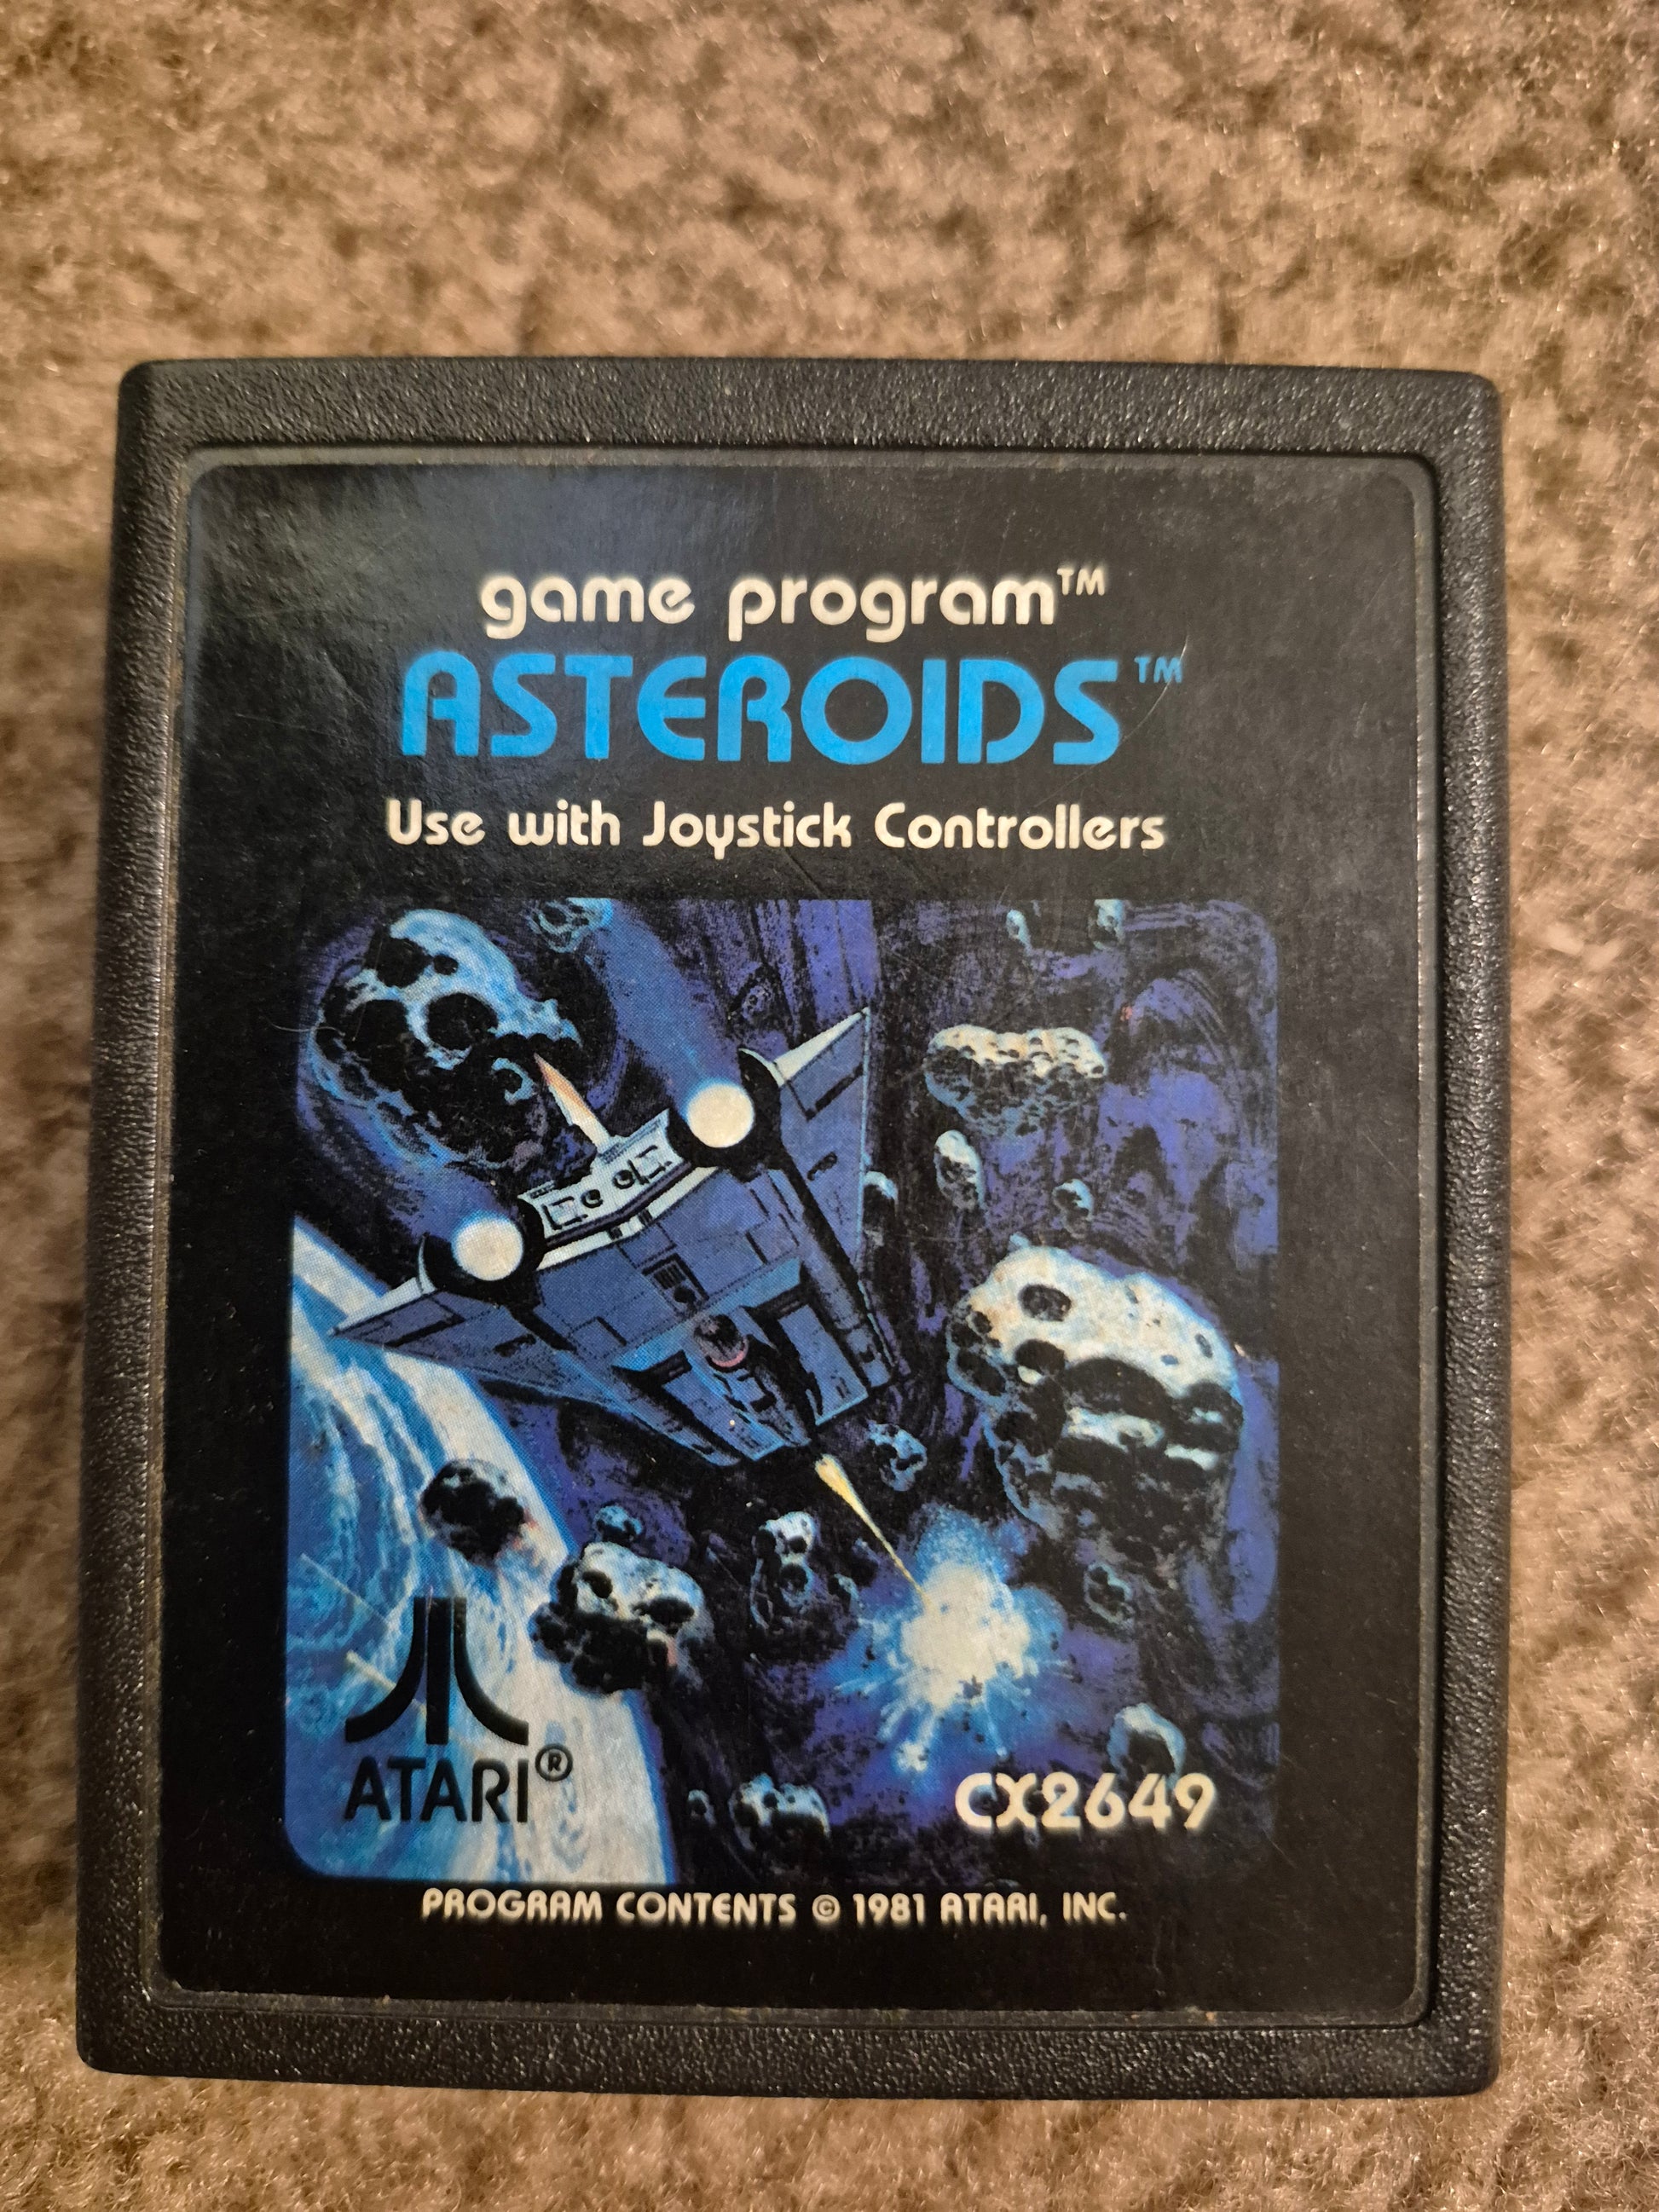 game program™
ASTEROIDS™
Use with Joystick Controllers
ATARI®
CX2649
PROGRAM CONTENTS © 1981 ATARI, INC.